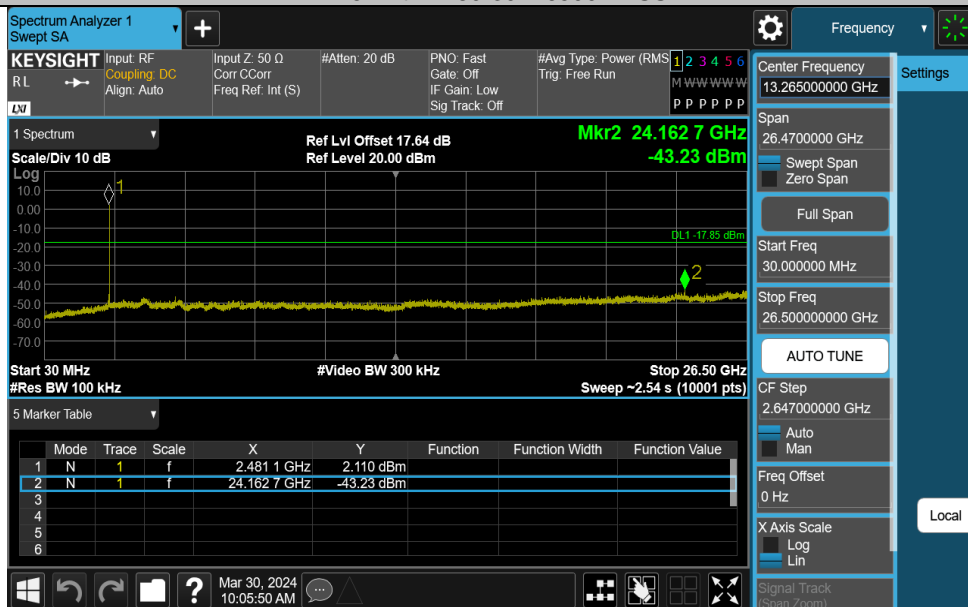 Spectrum Analyzer 1
Swept SA
+
Frequency
KEYSIGHT
RL
LXI
Input: RF
Coupling: DC
Align: Auto
Input Z: 50 Ω
Corr CCorr
Freq Ref: Int (S)
#Atten: 20 dB
PNO: Fast
Gate: Off
IF Gain: Low
Sig Track: Off
#Avg Type: Power (RMS
Trig: Free Run
1 2 3 4 5 6
M W W W W W
P P P P P P
1 Spectrum
Scale/Div 10 dB
Ref Lvl Offset 17.64 dB
Ref Level 20.00 dBm
Mkr2 24.162 7 GHz
-43.23 dBm
Log
10.0
0.00
-10.0
-20.0
-30.0
-40.0
-50.0
-60.0
-70.0
1
DL1 -17.85 dBm
2
Start 30 MHz
#Video BW 300 kHz
Stop 26.50 GHz
#Res BW 100 kHz
Sweep ~2.54 s (10001 pts)
5 Marker Table
Mode Trace Scale X Y Function Function Width Function Value
1 N 1 f 2.481 1 GHz 2.110 dBm
2 N 1 f 24.162 7 GHz -43.23 dBm
3
4
5
6
?
Mar 30, 2024
10:05:50 AM
Center Frequency
13.265000000 GHz
Settings
Span
26.4700000 GHz
Swept Span
Zero Span
Full Span
Start Freq
30.000000 MHz
Stop Freq
26.500000000 GHz
AUTO TUNE
CF Step
2.647000000 GHz
Auto
Man
Freq Offset
0 Hz
Local
X Axis Scale
Log
Lin
Signal Track
(Span Zoom)